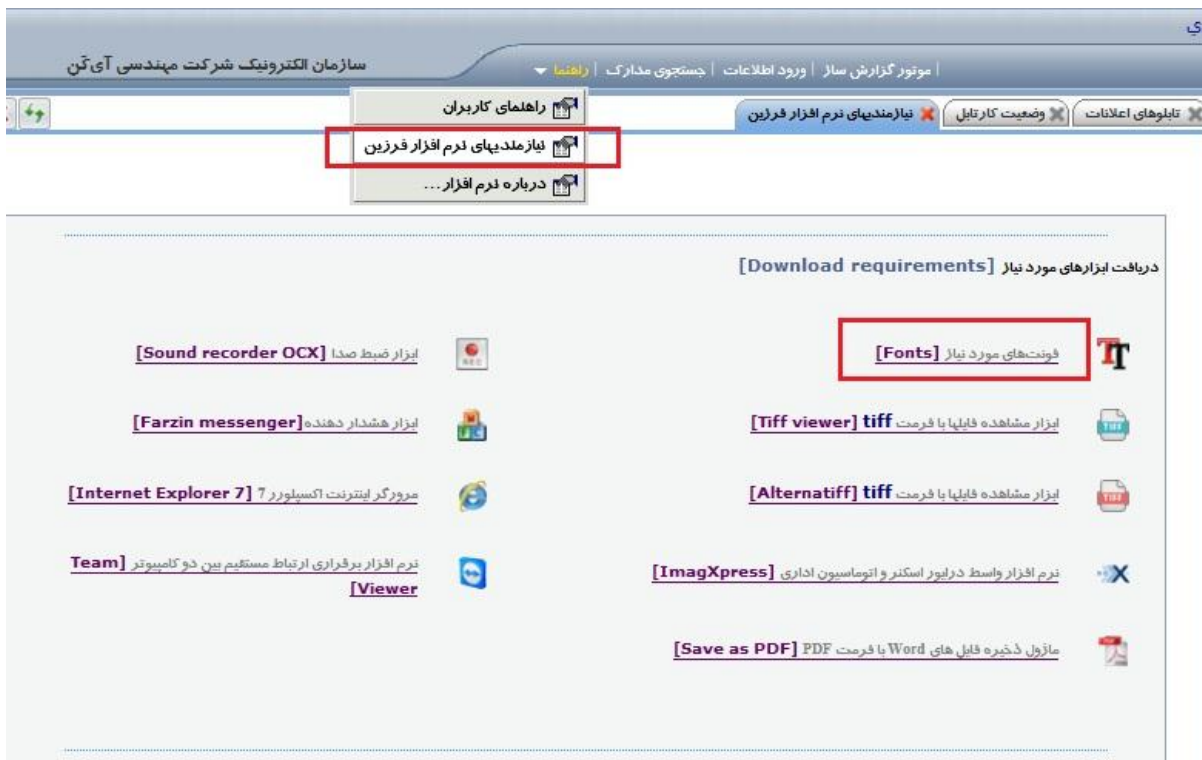 موتور گزارش ساز | ورود اطلاعات | جستجوی مدارک | راهنما
سازمان الکترونیک شرکت مهندسی آی‌کَن
تابلوهای اعلانات
وضعیت کارتابل
نیازمندیهای نرم افزار فرزین
راهنمای کاربران
نیازمندیهای نرم افزار فرزین
درباره نرم افزار...
دریافت ابزارهای مورد نیاز [Download requirements]
فونت‌های مورد نیاز [Fonts]
ابزار ضبط صدا [Sound recorder OCX]
ابزار مشاهده فایلها با فرمت tiff [Tiff viewer]
ابزار هشدار دهنده [Farzin messenger]
ابزار مشاهده فایلها با فرمت tiff [Alternatiff]
مرورگر اینترنت اکسپلورر 7 [Internet Explorer 7]
نرم افزار واسط درایور اسکنر و اتوماسیون اداری [ImagXpress]
نرم افزار برقراری ارتباط مستقیم بین دو کامپیوتر [Team
Viewer]
ماژول ذخیره فایل های Word با فرمت PDF [Save as PDF]